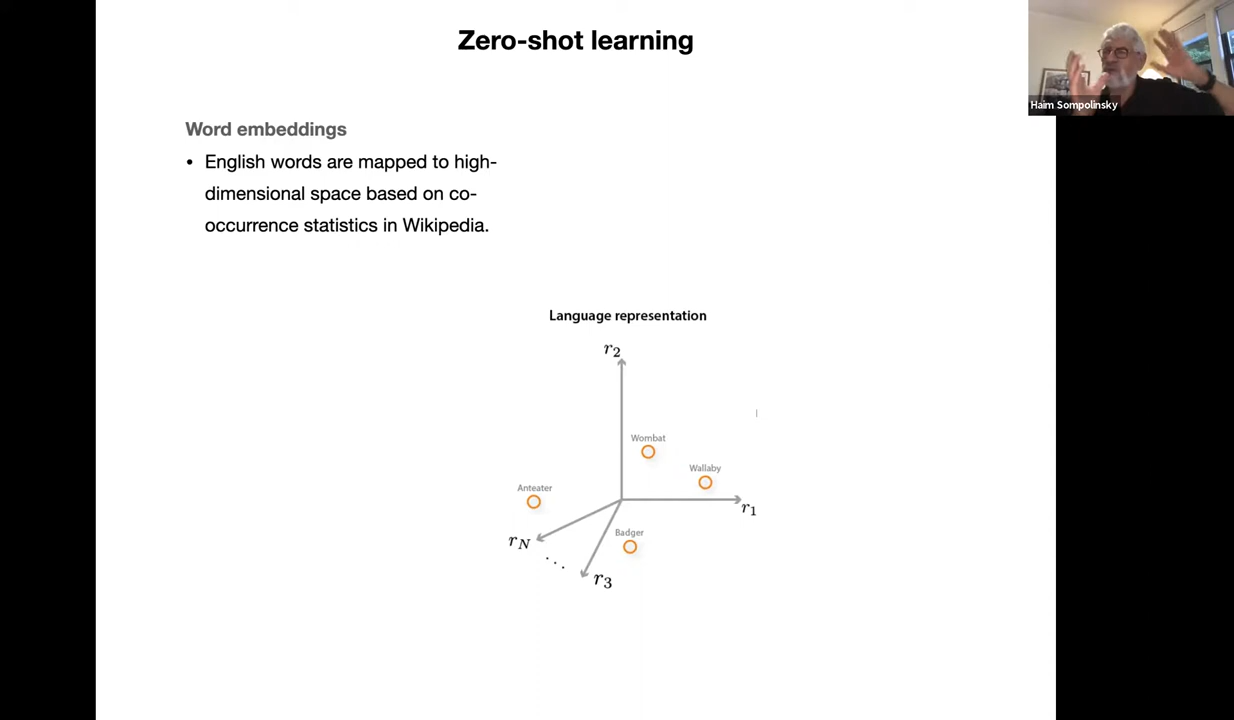 Zero-shot learning
Haim Sompolinsky
Word embeddings
• English words are mapped to high-
dimensional space based on co-
occurrence statistics in Wikipedia.
Language representation
r2
Wombat
Wallaby
Anteater
r1
Badger
rN
...
r3